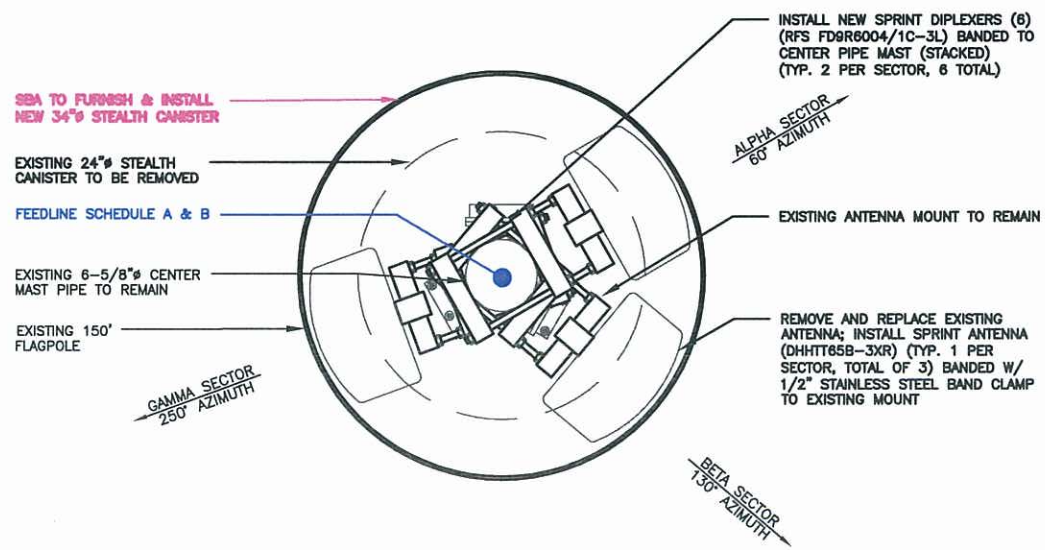 INSTALL NEW SPRINT DIPLEXERS (6)
(RFS FD9R6004/1C-3L) BANDED TO
CENTER PIPE MAST (STACKED)
(TYP. 2 PER SECTOR, 6 TOTAL)
SBA TO FURNISH & INSTALL
NEW 34"ø STEALTH CANISTER
ALPHA SECTOR
60° AZIMUTH
EXISTING 24"ø STEALTH
CANISTER TO BE REMOVED
FEEDLINE SCHEDULE A & B
EXISTING ANTENNA MOUNT TO REMAIN
EXISTING 6-5/8"ø CENTER
MAST PIPE TO REMAIN
EXISTING 150'
FLAGPOLE
REMOVE AND REPLACE EXISTING
ANTENNA; INSTALL SPRINT ANTENNA
(DHHTT65B-3XR) (TYP. 1 PER
SECTOR, TOTAL OF 3) BANDED W/
1/2" STAINLESS STEEL BAND CLAMP
TO EXISTING MOUNT
GAMMA SECTOR
250° AZIMUTH
BETA SECTOR
130° AZIMUTH